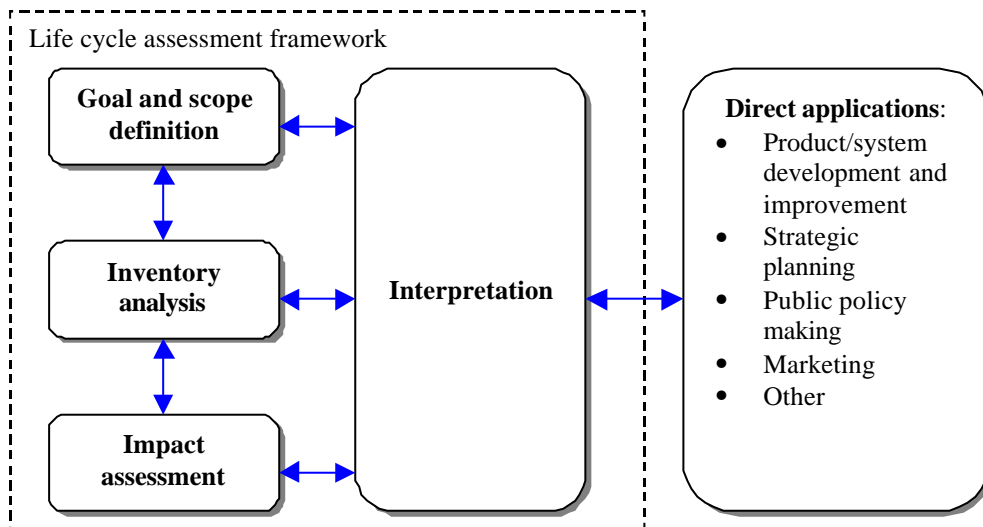 Life cycle assessment framework
Goal and scope
definition
Inventory
analysis
Impact
assessment
Interpretation
Direct applications:
• Product/system
development and
improvement
• Strategic
planning
• Public policy
making
• Marketing
• Other